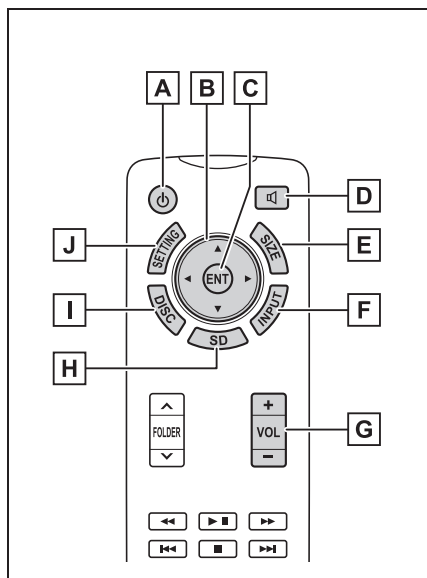 A B C
D
J
SETTING
SIZE
E
ENT
I
DISC
INPUT
F
H
SD
+
FOLDER
VOL
G
-